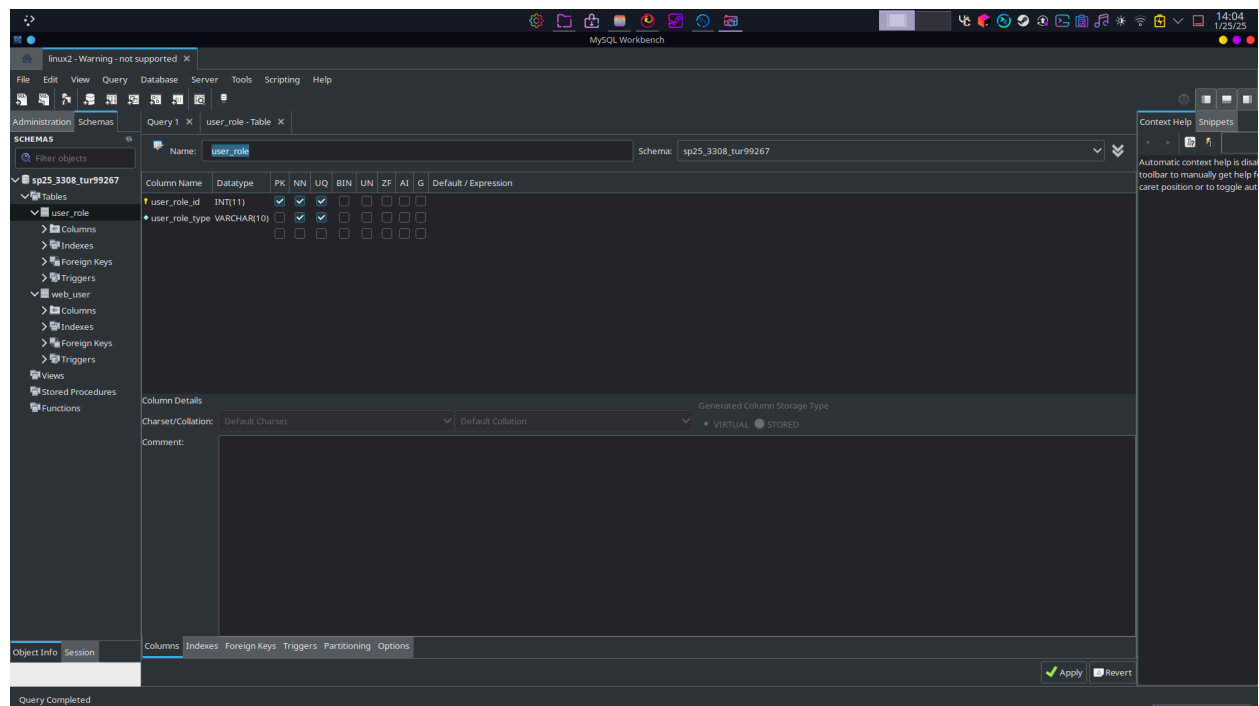 14:04
1/25/25
MySQL Workbench
linux2 - Warning - not supported ×
File Edit View Query Database Server Tools Scripting Help
Administration Schemas
SCHEMAS
Filter objects
sp25_3308_tur99267
Tables
user_role
Columns
Indexes
Foreign Keys
Triggers
web_user
Columns
Indexes
Foreign Keys
Triggers
Views
Stored Procedures
Functions
Object Info Session
Query 1 × user_role - Table ×
Name: user_role Schema: sp25_3308_tur99267
Column Name Datatype PK NN UQ BIN UN ZF AI G Default / Expression
user_role_id INT(11)
user_role_type VARCHAR(10)
Column Details
Generated Column Storage Type
Charset/Collation: Default Charset Default Collation VIRTUAL STORED
Comment:
Columns Indexes Foreign Keys Triggers Partitioning Options
Apply Revert
Context Help Snippets
Automatic context help is disa
toolbar to manually get help f
caret position or to toggle aut
Query Completed